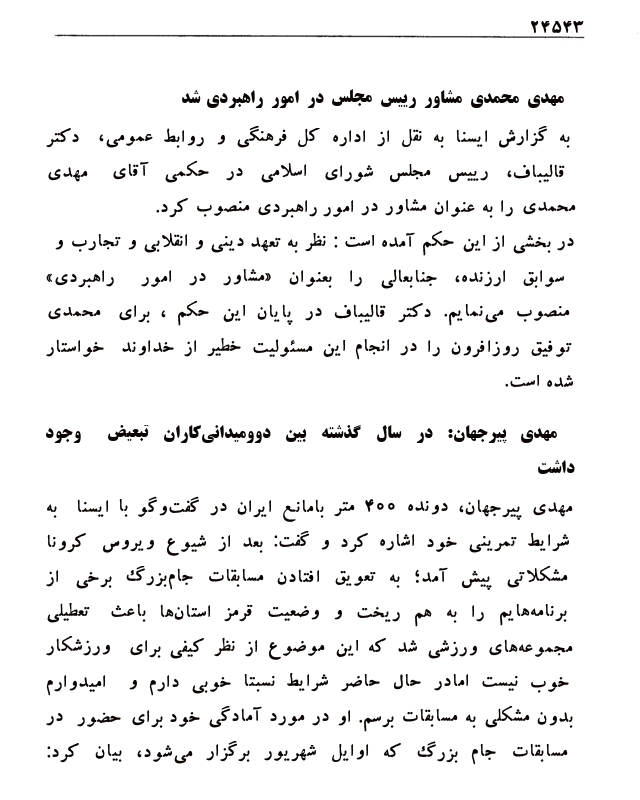 ۲۴۵۴۳
مهدی محمدی مشاور رییس مجلس در امور راهبردی شد
به گزارش ایسنا به نقل از اداره کل فرهنگی و روابط عمومی، دکتر
قالیباف، رییس مجلس شورای اسلامی در حکمی آقای مهدی
محمدی را به عنوان مشاور در امور راهبردی منصوب کرد.
در بخشی از این حکم آمده است : نظر به تعهد دینی و انقلابی و تجارب و
سوابق ارزنده، جنابعالی را بعنوان «مشاور در امور راهبردی»
منصوب می‌نمایم. دکتر قالیباف در پایان این حکم ، برای محمدی
توفیق روزافرون را در انجام این مسئولیت خطیر از خداوند خواستار
شده است.
مهدی پیرجهان: در سال گذشته بین دوومیدانی‌کاران تبعیض وجود
داشت
مهدی پیرجهان، دونده ۴۰۰ متر بامانع ایران در گفت‌وگو با ایسنا به
شرایط تمرینی خود اشاره کرد و گفت: بعد از شیوع ویروس کرونا
مشکلاتی پیش آمد؛ به تعویق افتادن مسابقات جام‌بزرگ برخی از
برنامه‌هایم را به هم ریخت و وضعیت قرمز استان‌ها باعث تعطیلی
مجموعه‌های ورزشی شد که این موضوع از نظر کیفی برای ورزشکار
خوب نیست امادر حال حاضر شرایط نسبتا خوبی دارم و امیدوارم
بدون مشکلی به مسابقات برسم. او در مورد آمادگی خود برای حضور در
مسابقات جام بزرگ که اوایل شهریور برگزار می‌شود، بیان کرد: